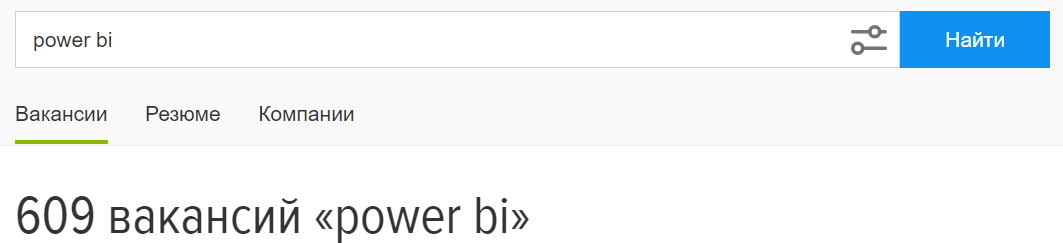 power bi
Найти
Вакансии Резюме Компании
609 вакансий «power bi»